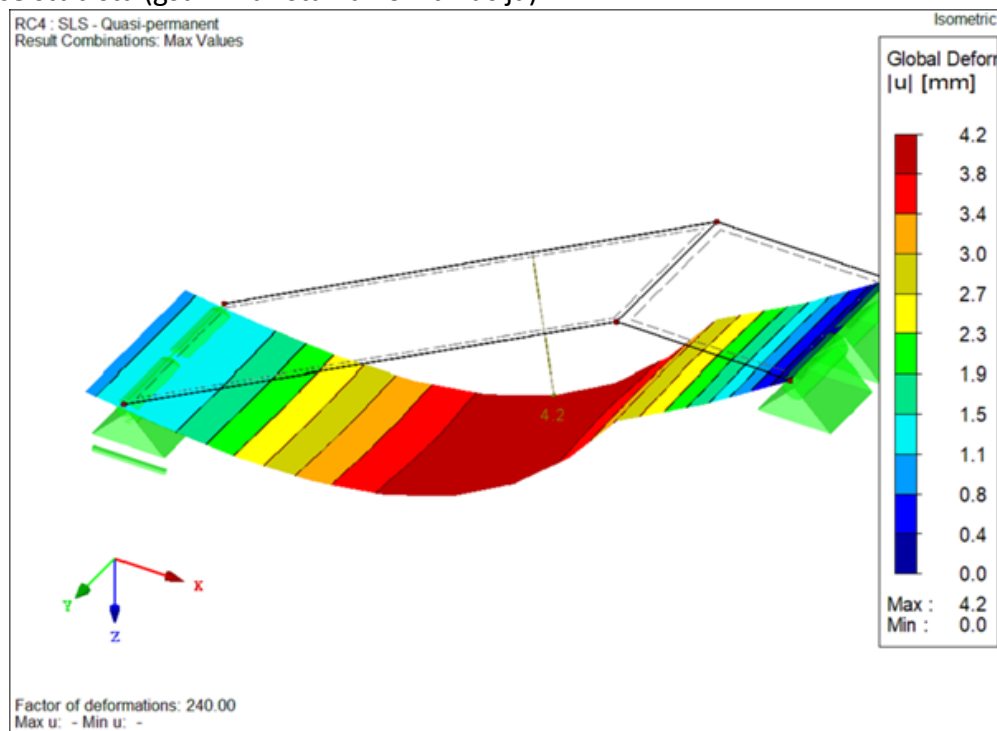 RC4 : SLS - Quasi-permanent
Result Combinations: Max Values
Isometric
Global Deforr
|u| [mm]
4.2
3.8
3.4
3.0
2.7
2.3
1.9
1.5
1.1
0.8
0.4
0.0
Max : 4.2
Min : 0.0
4.2
X
Y
Z
Factor of deformations: 240.00
Max u: - Min u: -